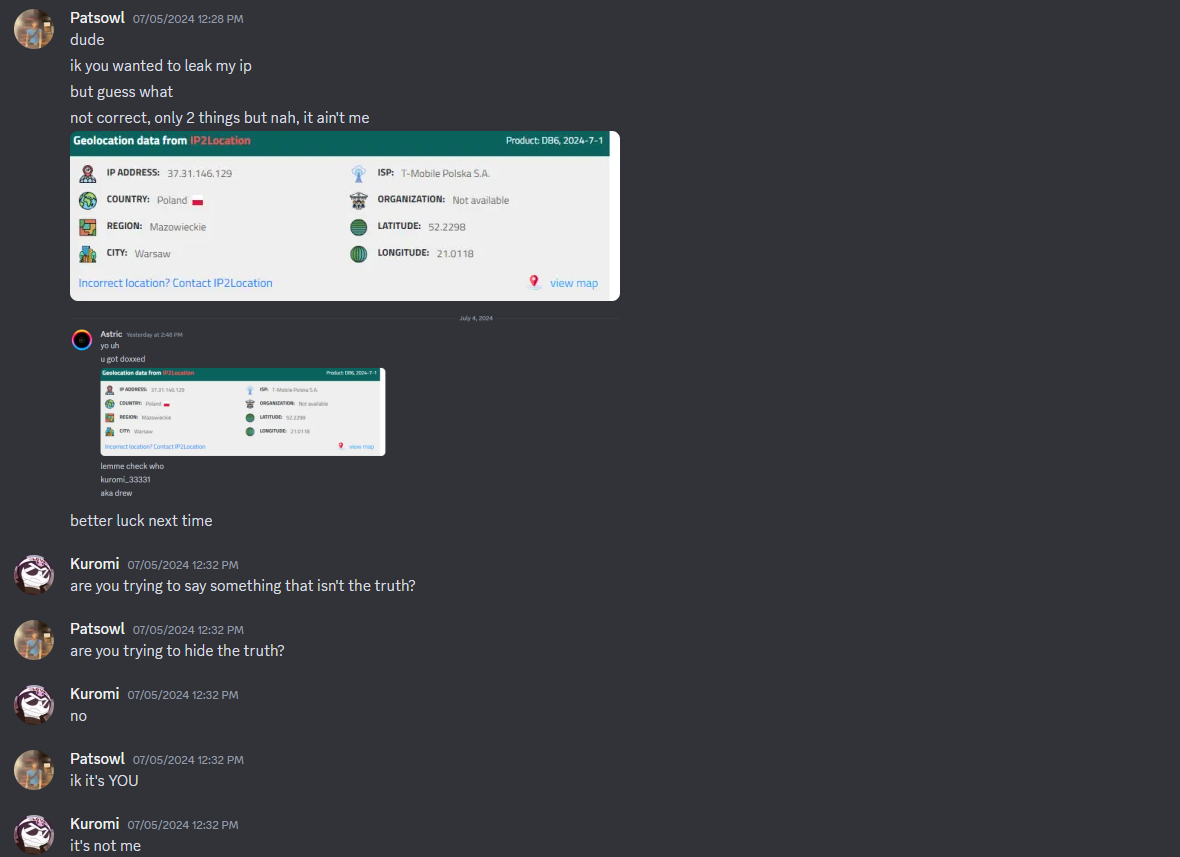 Patsowl 07/05/2024 12:28 PM
dude
ik you wanted to leak my ip
but guess what
not correct, only 2 things but nah, it ain't me
Geolocation data from IP2Location Product: DB6, 2024-7-1
IP ADDRESS: 37.31.146.129 ISP: T-Mobile Polska S.A.
COUNTRY: Poland ORGANIZATION: Not available
REGION: Mazowieckie LATITUDE: 52.2298
CITY: Warsaw LONGITUDE: 21.0118
Incorrect location? Contact IP2Location view map
July 4, 2024
Astric Yesterday at 2:48 PM
yo uh
u got doxxed
Geolocation data from IP2Location Product: DB6, 2024-7-1
IP ADDRESS: 37.31.146.129 ISP: T-Mobile Polska S.A.
COUNTRY: Poland ORGANIZATION: Not available
REGION: Mazowieckie LATITUDE: 52.2298
CITY: Warsaw LONGITUDE: 21.0118
Incorrect location? Contact IP2Location view map
lemme check who
kuromi_33331
aka drew
better luck next time
Kuromi 07/05/2024 12:32 PM
are you trying to say something that isn't the truth?
Patsowl 07/05/2024 12:32 PM
are you trying to hide the truth?
Kuromi 07/05/2024 12:32 PM
no
Patsowl 07/05/2024 12:32 PM
ik it's YOU
Kuromi 07/05/2024 12:32 PM
it's not me